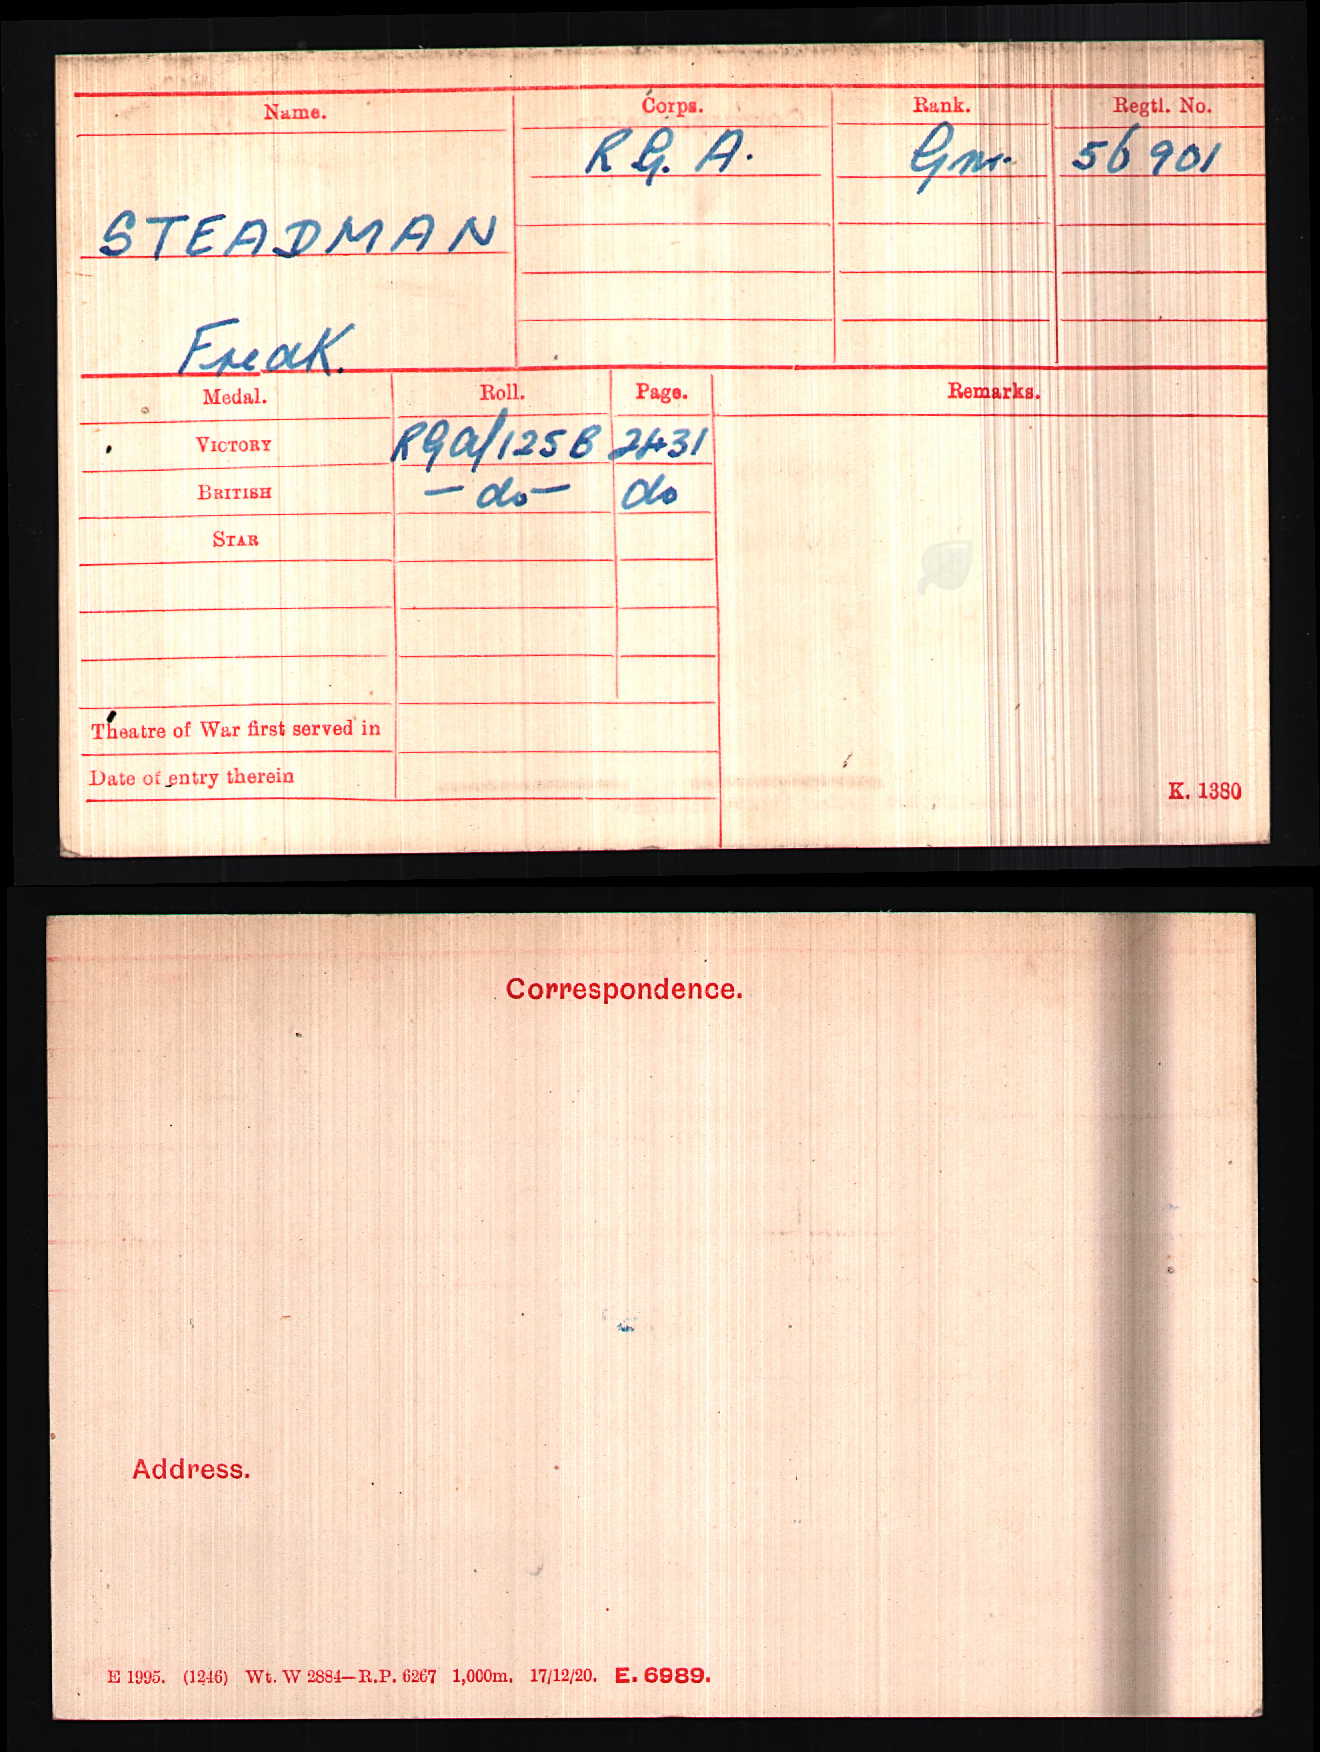 Name. Corps. Rank. Regtl. No.
R G. A. Gnr. 56901
STEADMAN
FredK.
Medal. Roll. Page. Remarks.
VICTORY RGA/125B 2431
BRITISH — do — do
STAR
Theatre of War first served in
Date of entry therein
K. 1380
Correspondence.
Address.
E 1995. (1246) Wt. W 2884—R.P. 6267 1,000m. 17/12/20. E. 6989.